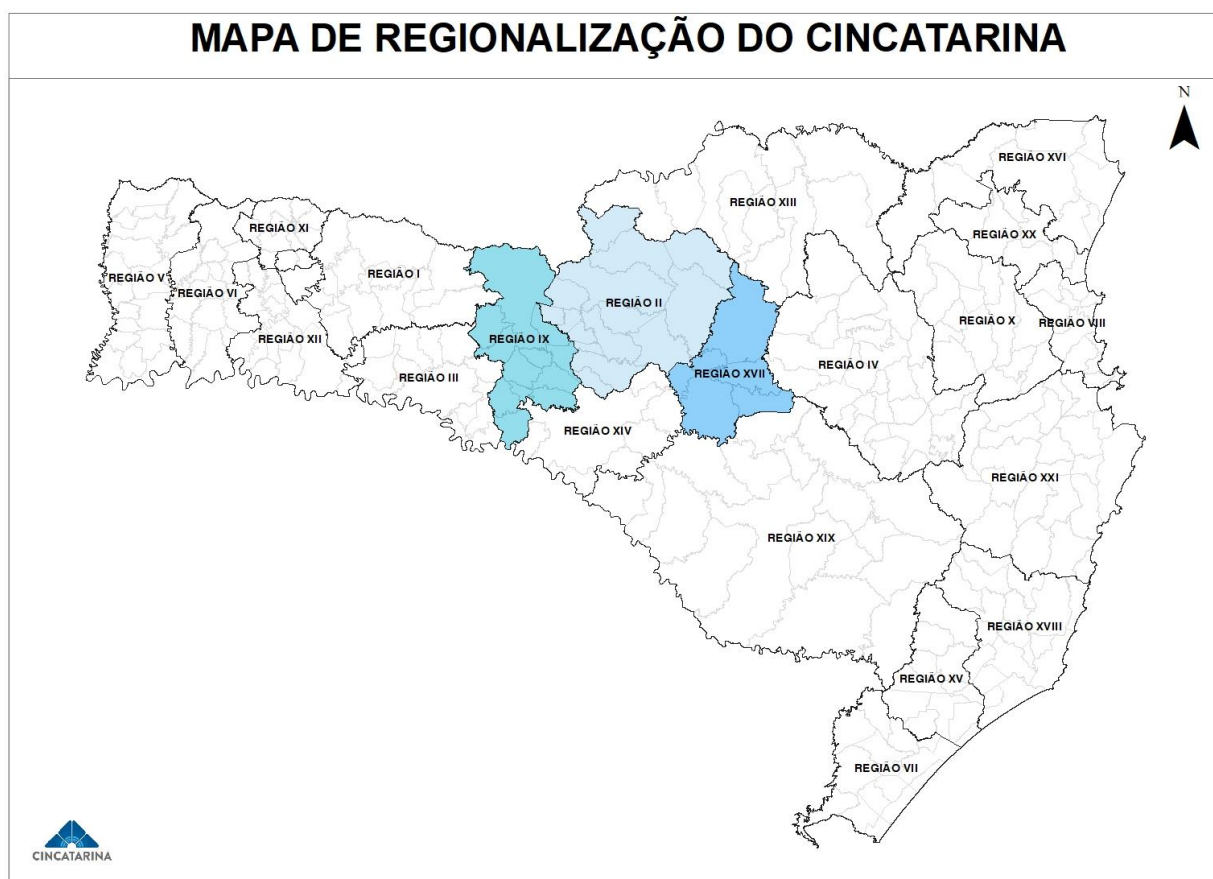 MAPA DE REGIONALIZAÇÃO DO CINCATARINA
N
REGIÃO XVI
REGIÃO XIII
REGIÃO XI
REGIÃO XX
REGIÃO V
REGIÃO I
REGIÃO VI
REGIÃO II
REGIÃO X
REGIÃO VIII
REGIÃO XII
REGIÃO IX
REGIÃO IV
REGIÃO III
REGIÃO XVII
REGIÃO XIV
REGIÃO XXI
REGIÃO XIX
REGIÃO XVIII
REGIÃO XV
REGIÃO VII
CINCATARINA